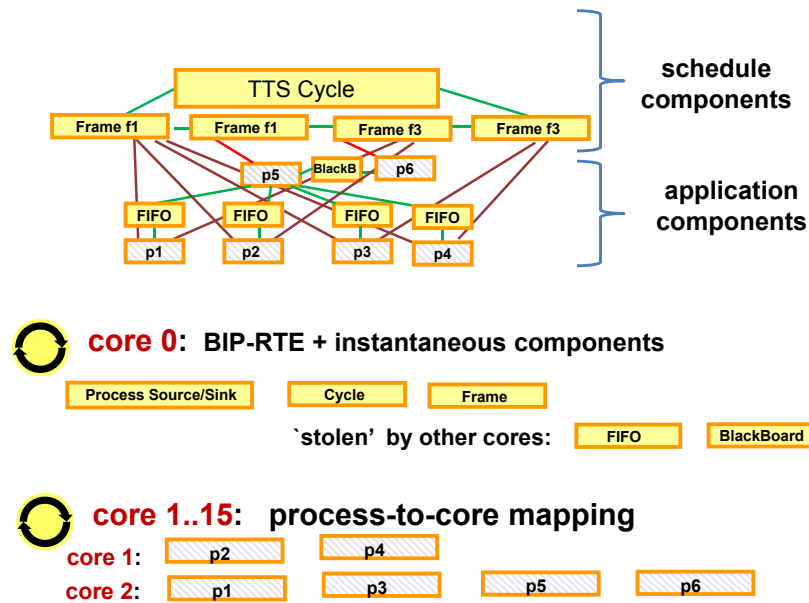 schedule
components
TTS Cycle
Frame f1
Frame f1
Frame f3
Frame f3
p5
BlackB
p6
application
components
FIFO
FIFO
FIFO
FIFO
p1
p2
p3
p4
core 0: BIP-RTE + instantaneous components
Process Source/Sink
Cycle
Frame
`stolen’ by other cores:
FIFO
BlackBoard
core 1..15: process-to-core mapping
core 1:
p2
p4
core 2:
p1
p3
p5
p6